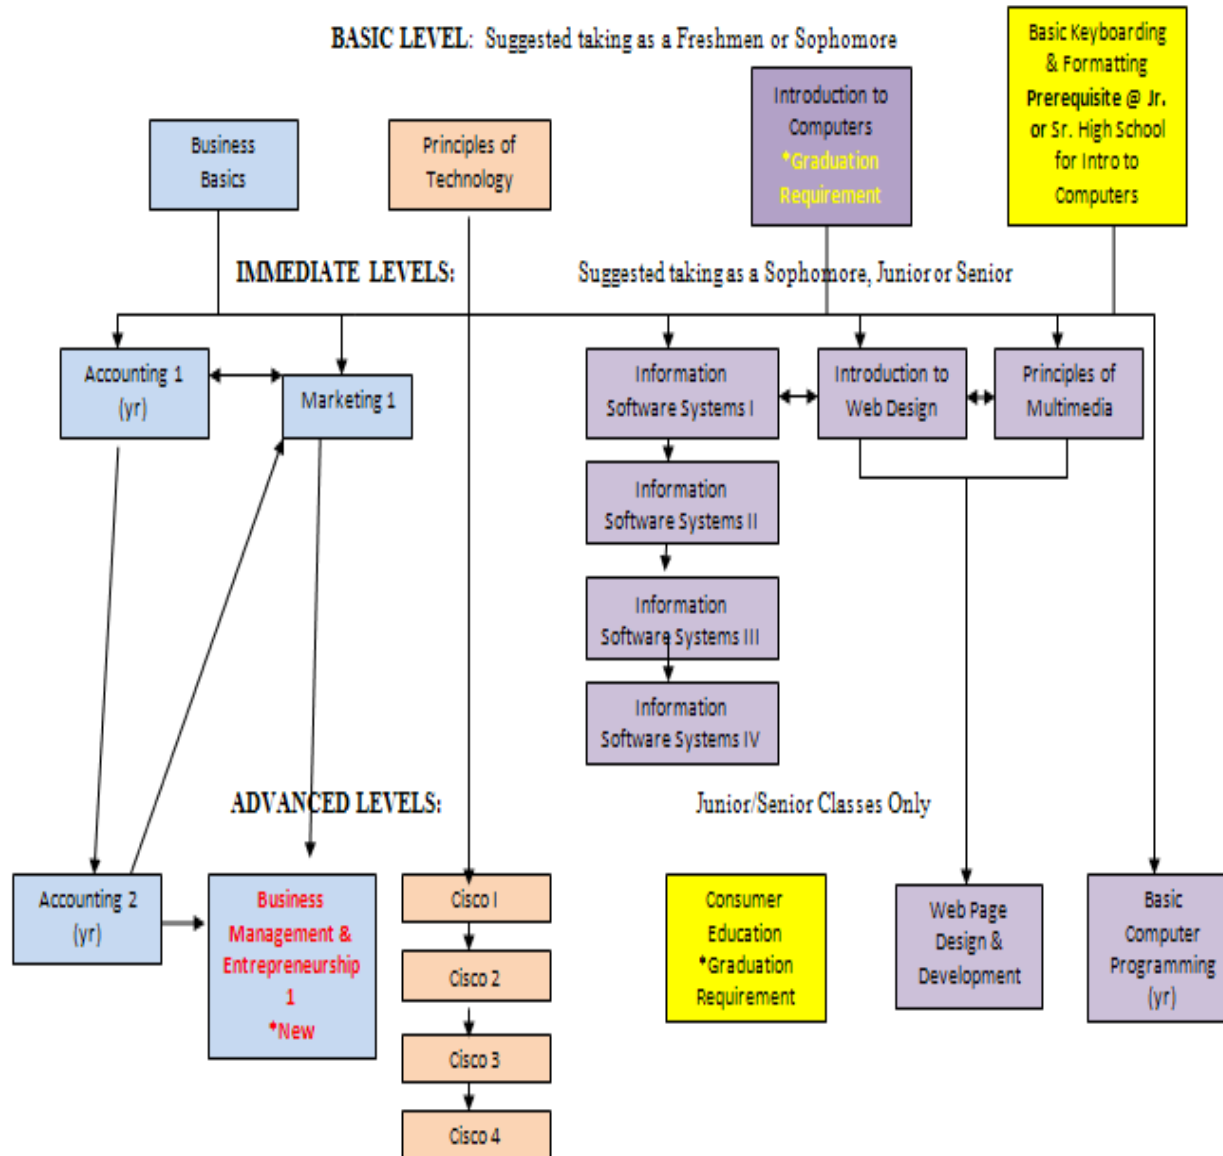 BASIC LEVEL: Suggested taking as a Freshmen or Sophomore
Basic Keyboarding
& Formatting
Prerequisite @ Jr.
or Sr. High School
for Intro to
Computers
Introduction to
Computers
*Graduation
Requirement
Business
Basics
Principles of
Technology
IMMEDIATE LEVELS: Suggested taking as a Sophomore, Junior or Senior
Accounting 1
(yr)
Marketing 1
Information
Software Systems I
Introduction to
Web Design
Principles of
Multimedia
Information
Software Systems II
Information
Software Systems III
Information
Software Systems IV
ADVANCED LEVELS: Junior/Senior Classes Only
Accounting 2
(yr)
Business
Management &
Entrepreneurship
1
*New
Cisco I
Cisco 2
Cisco 3
Cisco 4
Consumer
Education
*Graduation
Requirement
Web Page
Design &
Development
Basic
Computer
Programming
(yr)